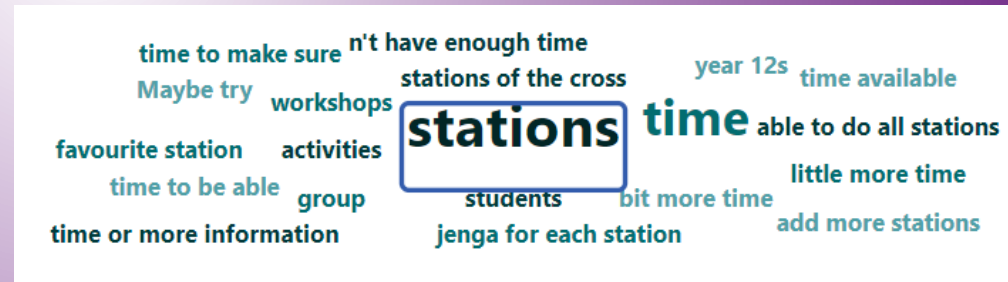 n't have enough time
time to make sure
year 12s
stations of the cross
time available
Maybe try
workshops
time
stations
able to do all stations
favourite station
activities
little more time
time to be able
group
students
bit more time
add more stations
time or more information
jenga for each station